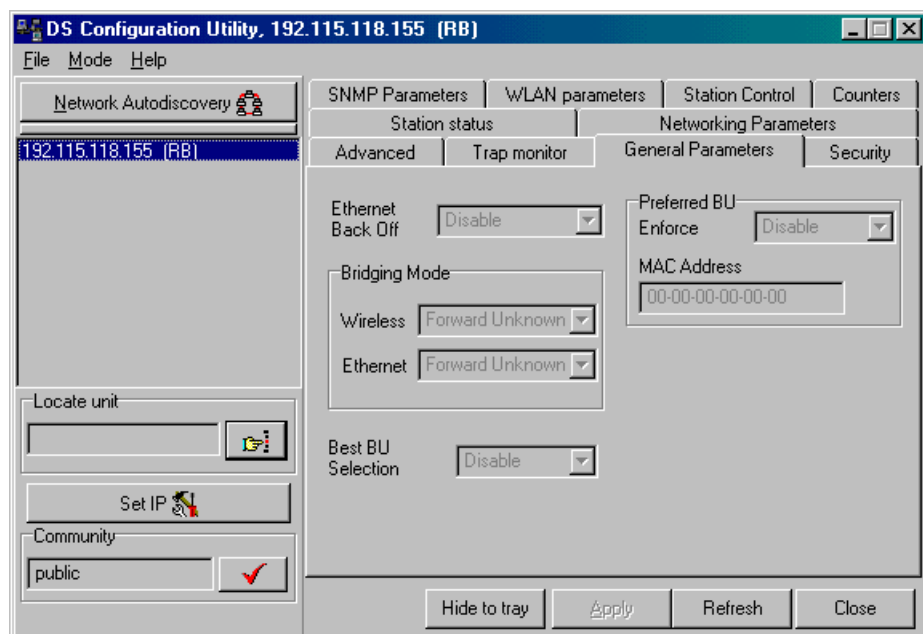 DS Configuration Utility, 192.115.118.155 (RB)
File Mode Help
Network Autodiscovery
192.115.118.155 (RB)
Locate unit
Set IP
Community
public
SNMP Parameters
WLAN parameters
Station Control
Counters
Station status
Networking Parameters
Advanced
Trap monitor
General Parameters
Security
Ethernet
Back Off
Disable
Bridging Mode
Wireless
Forward Unknown
Ethernet
Forward Unknown
Best BU
Selection
Disable
Preferred BU
Enforce
Disable
MAC Address
00-00-00-00-00-00
Hide to tray
Apply
Refresh
Close